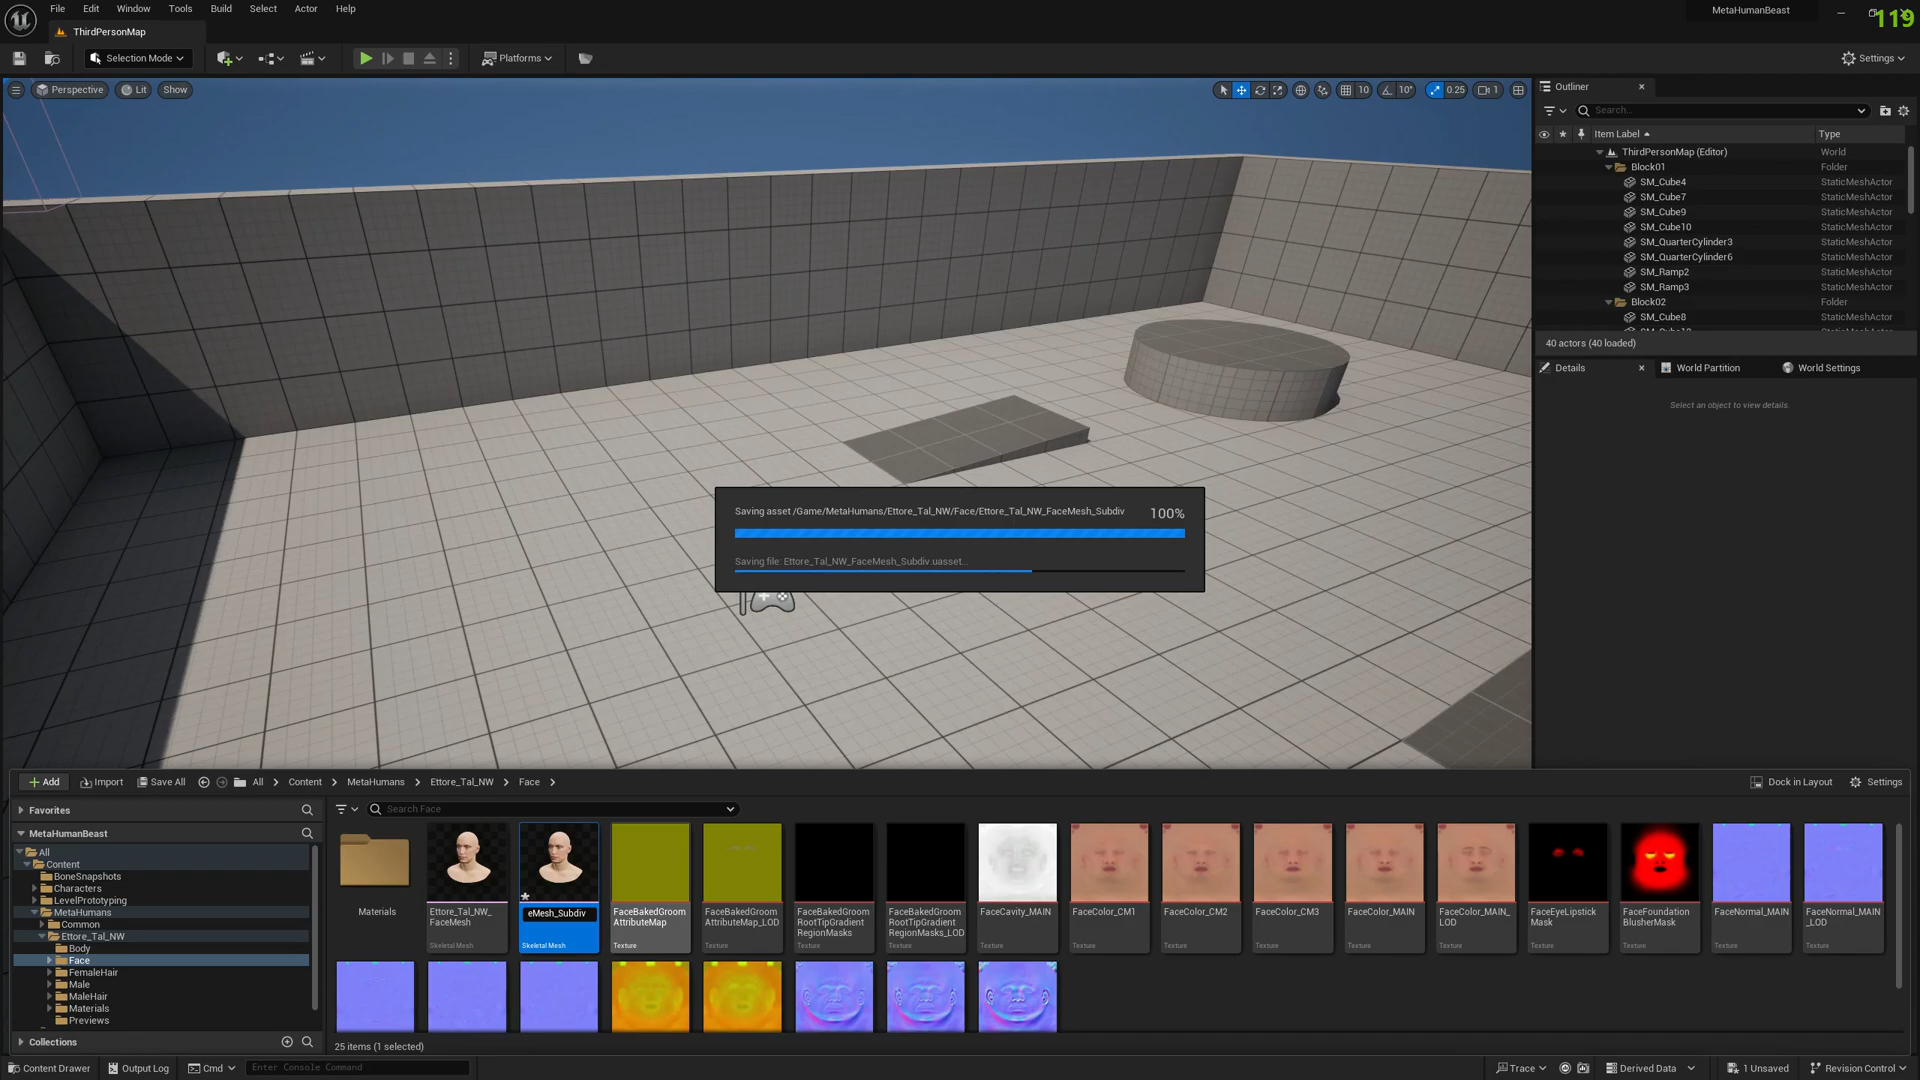 File Edit Window Tools Build Select Actor Help
MetaHumanBeast
119
ThirdPersonMap
Selection Mode
Platforms
Settings
Perspective Lit Show
10 10° 0.25 1
Outliner
Search...
Item Label Type
ThirdPersonMap (Editor) World
Block01 Folder
SM_Cube4 StaticMeshActor
SM_Cube7 StaticMeshActor
SM_Cube9 StaticMeshActor
SM_Cube10 StaticMeshActor
SM_QuarterCylinder3 StaticMeshActor
SM_QuarterCylinder6 StaticMeshActor
SM_Ramp2 StaticMeshActor
SM_Ramp3 StaticMeshActor
Block02 Folder
SM_Cube8 StaticMeshActor
40 actors (40 loaded)
Details World Partition World Settings
Select an object to view details.
Saving asset /Game/MetaHumans/Ettore_Tal_NW/Face/Ettore_Tal_NW_FaceMesh_Subdiv 100%
Saving file: Ettore_Tal_NW_FaceMesh_Subdiv.uasset...
Add Import Save All All Content MetaHumans Ettore_Tal_NW Face
Dock in Layout Settings
Favorites
MetaHumanBeast
All
Content
BoneSnapshots
Characters
LevelPrototyping
MetaHumans
Common
Ettore_Tal_NW
Body
Face
FemaleHair
Male
MaleHair
Materials
Previews
Collections
Search Face
Materials
Ettore_Tal_NW_
FaceMesh
Skeletal Mesh
eMesh_Subdiv
Skeletal Mesh
FaceBakedGroom
AttributeMap
Texture
FaceBakedGroom
AttributeMap_LOD
Texture
FaceBakedGroom
RootTipGradient
RegionMasks
Texture
FaceBakedGroom
RootTipGradient
RegionMasks_LOD
Texture
FaceCavity_MAIN
Texture
FaceColor_CM1
Texture
FaceColor_CM2
Texture
FaceColor_CM3
Texture
FaceColor_MAIN
Texture
FaceColor_MAIN_
LOD
Texture
FaceEyeLipstick
Mask
Texture
FaceFoundation
BlusherMask
Texture
FaceNormal_MAIN
Texture
FaceNormal_MAIN
_LOD
Texture
25 items (1 selected)
Content Drawer Output Log Cmd Enter Console Command
Trace Derived Data 1 Unsaved Revision Control